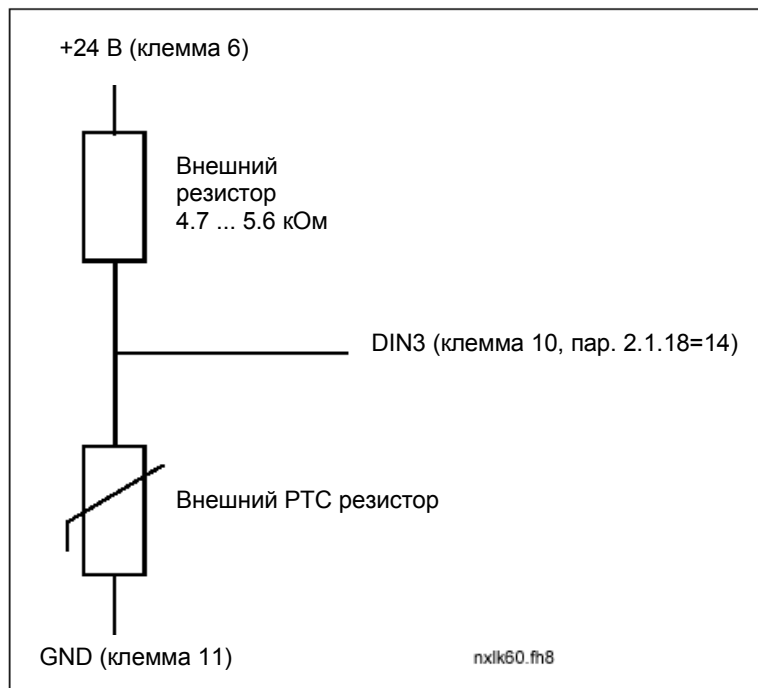 +24 В (клемма 6)
Внешний
резистор
4.7 ... 5.6 кОм
DIN3 (клемма 10, пар. 2.1.18=14)
Внешний РТС резистор
GND (клемма 11)
nxlk60.fh8